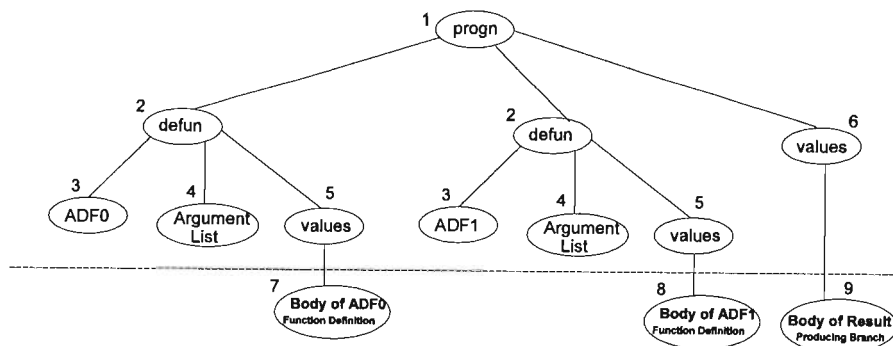 1 progn
2 defun
2 defun
6 values
3 ADF0
4 Argument
List
5 values
3 ADF1
4 Argument
List
5 values
7 Body of ADF0
Function Definition
8 Body of ADF1
Function Definition
9 Body of Result
Producing Branch